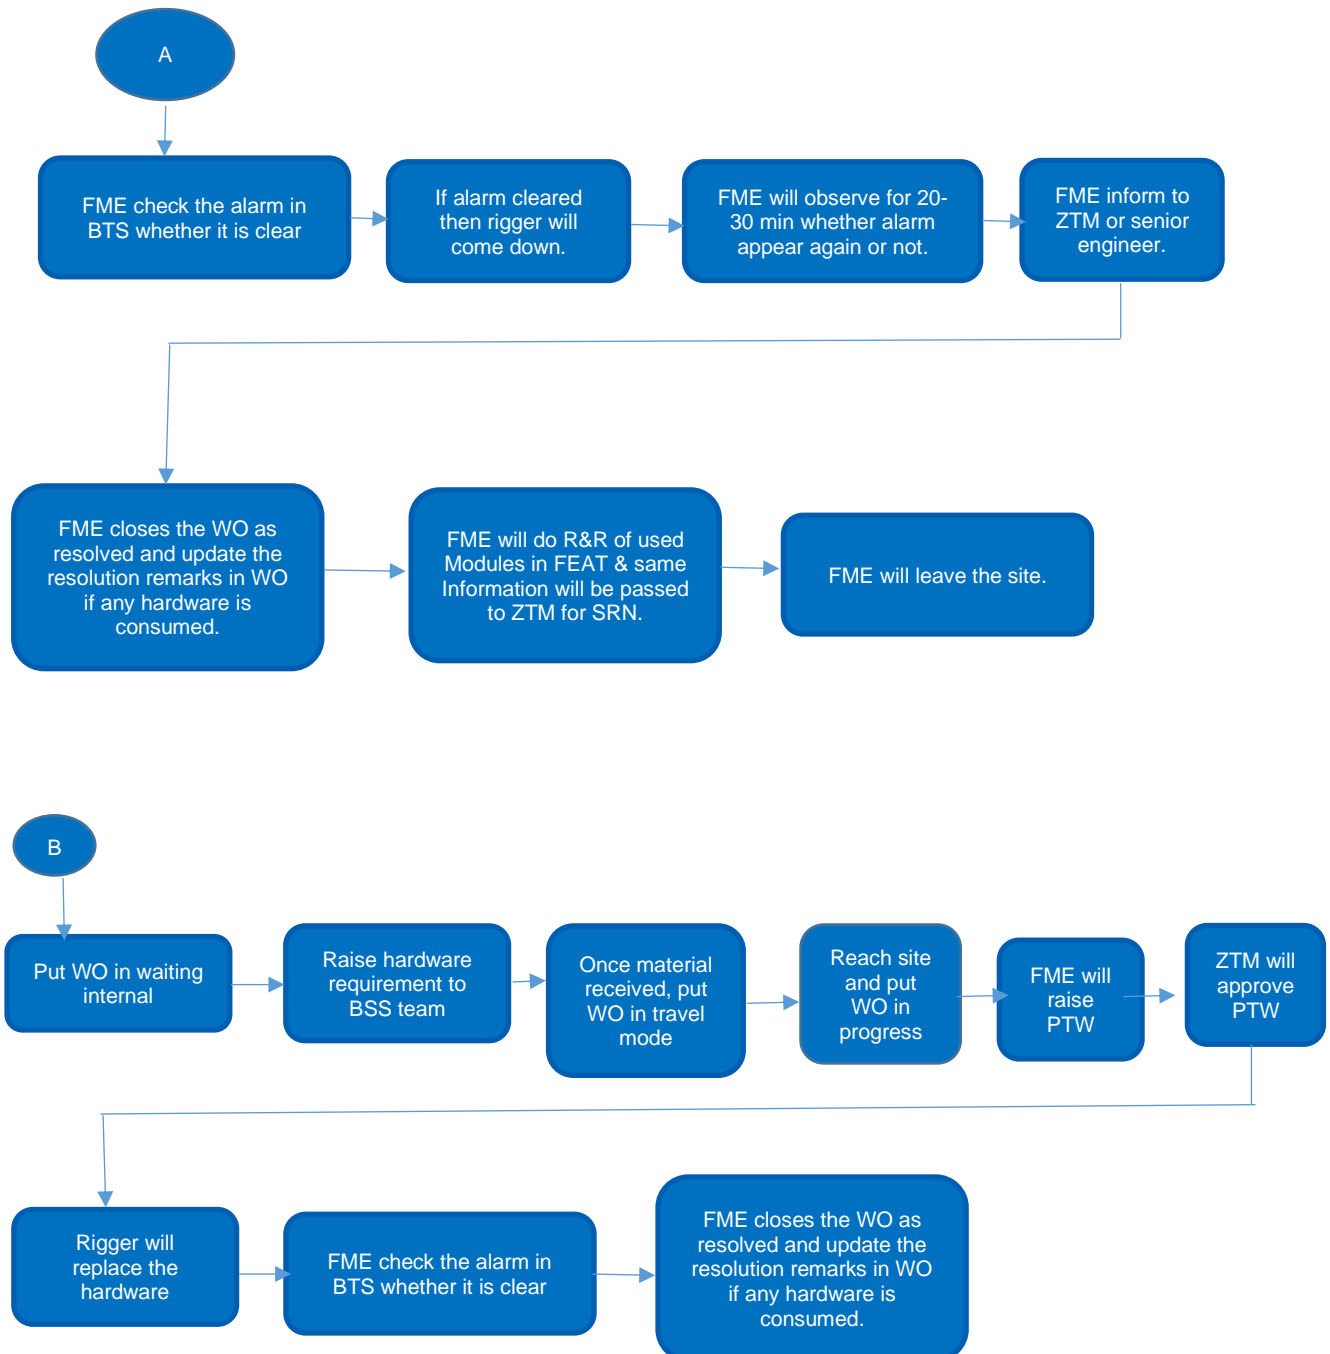 A
FME check the alarm in
BTS whether it is clear
If alarm cleared
then rigger will
come down.
FME will observe for 20-
30 min whether alarm
appear again or not.
FME inform to
ZTM or senior
engineer.
FME closes the WO as
resolved and update the
resolution remarks in WO
if any hardware is
consumed.
FME will do R&R of used
Modules in FEAT & same
Information will be passed
to ZTM for SRN.
FME will leave the site.
B
Put WO in waiting
internal
Raise hardware
requirement to
BSS team
Once material
received, put
WO in travel
mode
Reach site
and put
WO in
progress
FME will
raise
PTW
ZTM will
approve
PTW
Rigger will
replace the
hardware
FME check the alarm in
BTS whether it is clear
FME closes the WO as
resolved and update the
resolution remarks in WO
if any hardware is
consumed.